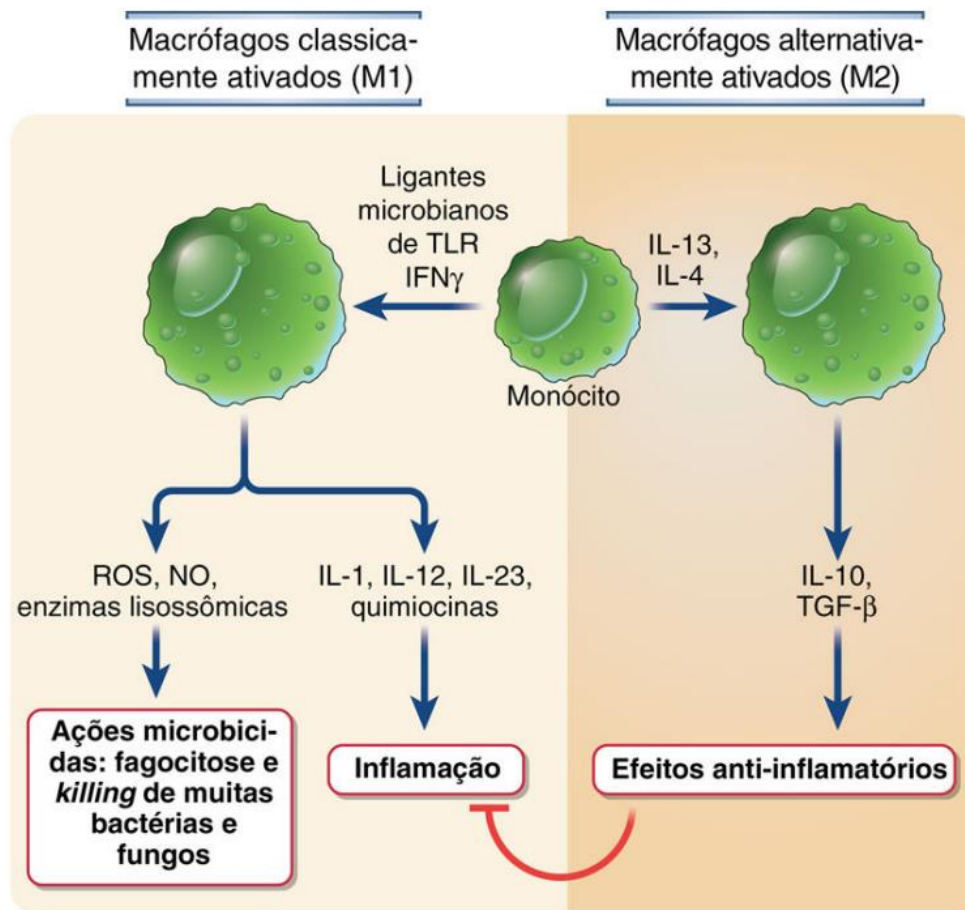 Macrófagos classica-
mente ativados (M1)
Macrófagos alternativa-
mente ativados (M2)
Ligantes
microbianos
de TLR
IFNγ
IL-13,
IL-4
Monócito
ROS, NO,
enzimas lisossômicas
IL-1, IL-12, IL-23,
quimiocinas
IL-10,
TGF-β
Ações microbici-
das: fagocitose e
killing de muitas
bactérias e
fungos
Inflamação
Efeitos anti-inflamatórios